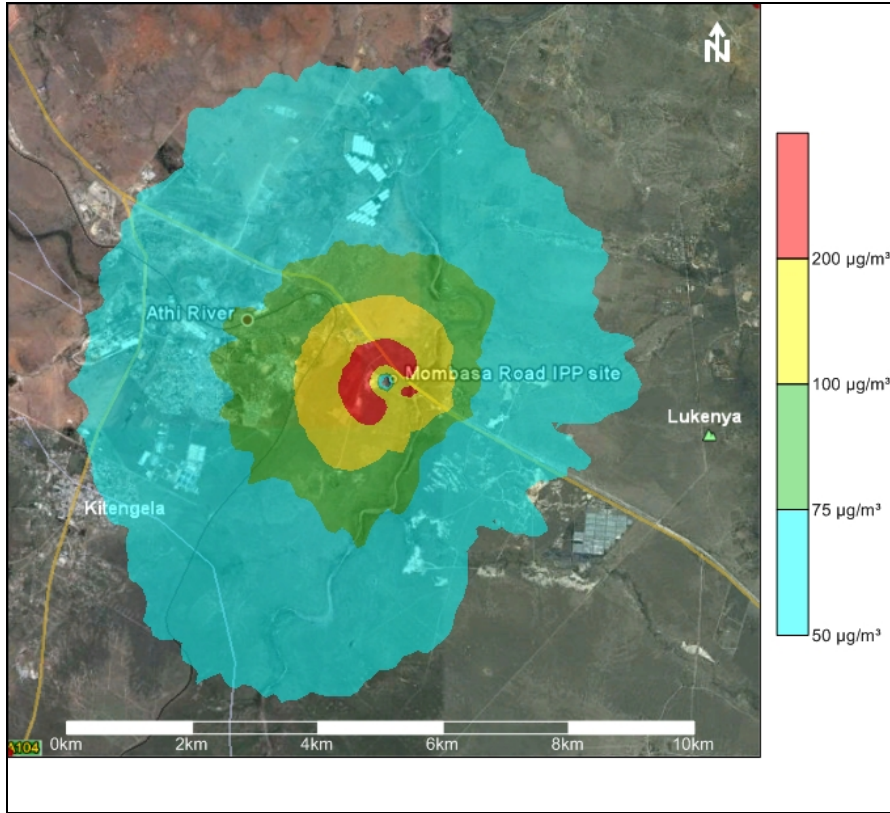 N
200 µg/m³
Athi River
Mombasa Road IPP site
100 µg/m³
Lukenya
Kitengela
75 µg/m³
50 µg/m³
A104
0km
2km
4km
6km
8km
10km